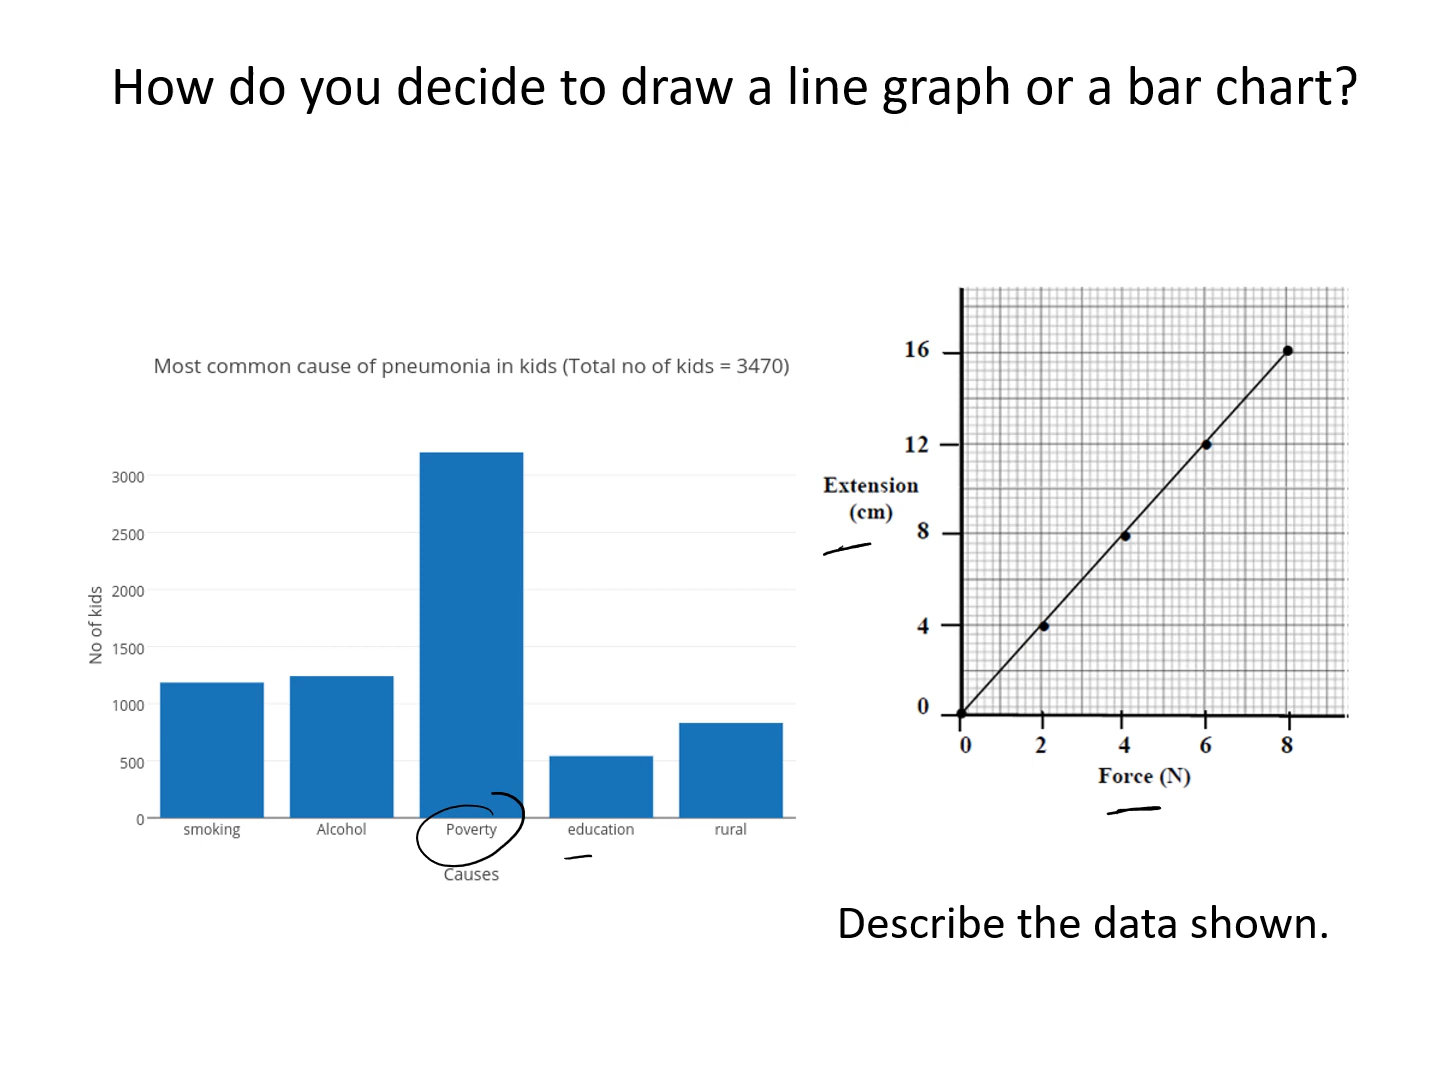 How do you decide to draw a line graph or a bar chart?
Most common cause of pneumonia in kids (Total no of kids = 3470)
No of kids
3000
2500
2000
1500
1000
500
0
smoking Alcohol Poverty education rural
Causes
Extension
(cm)
16
12
8
4
0
0 2 4 6 8
Force (N)
Describe the data shown.